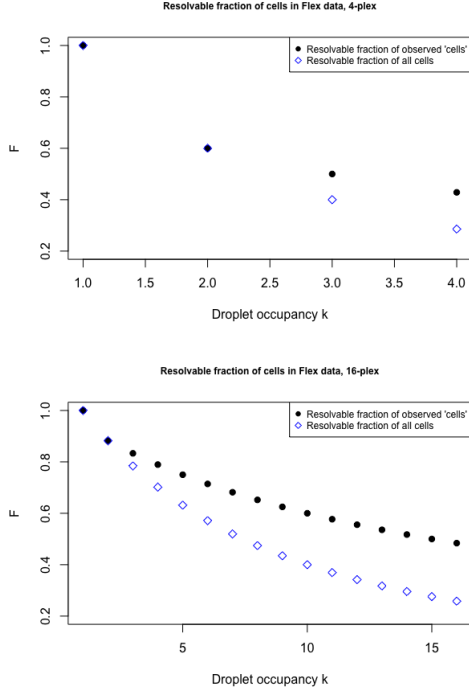 Resolvable fraction of cells in Flex data, 4-plex
Resolvable fraction of observed 'cells'
Resolvable fraction of all cells
1.0
0.8
0.6
0.4
0.2
F
1.0 1.5 2.0 2.5 3.0 3.5 4.0
Droplet occupancy k
Resolvable fraction of cells in Flex data, 16-plex
Resolvable fraction of observed 'cells'
Resolvable fraction of all cells
1.0
0.8
0.6
0.4
0.2
F
5 10 15
Droplet occupancy k